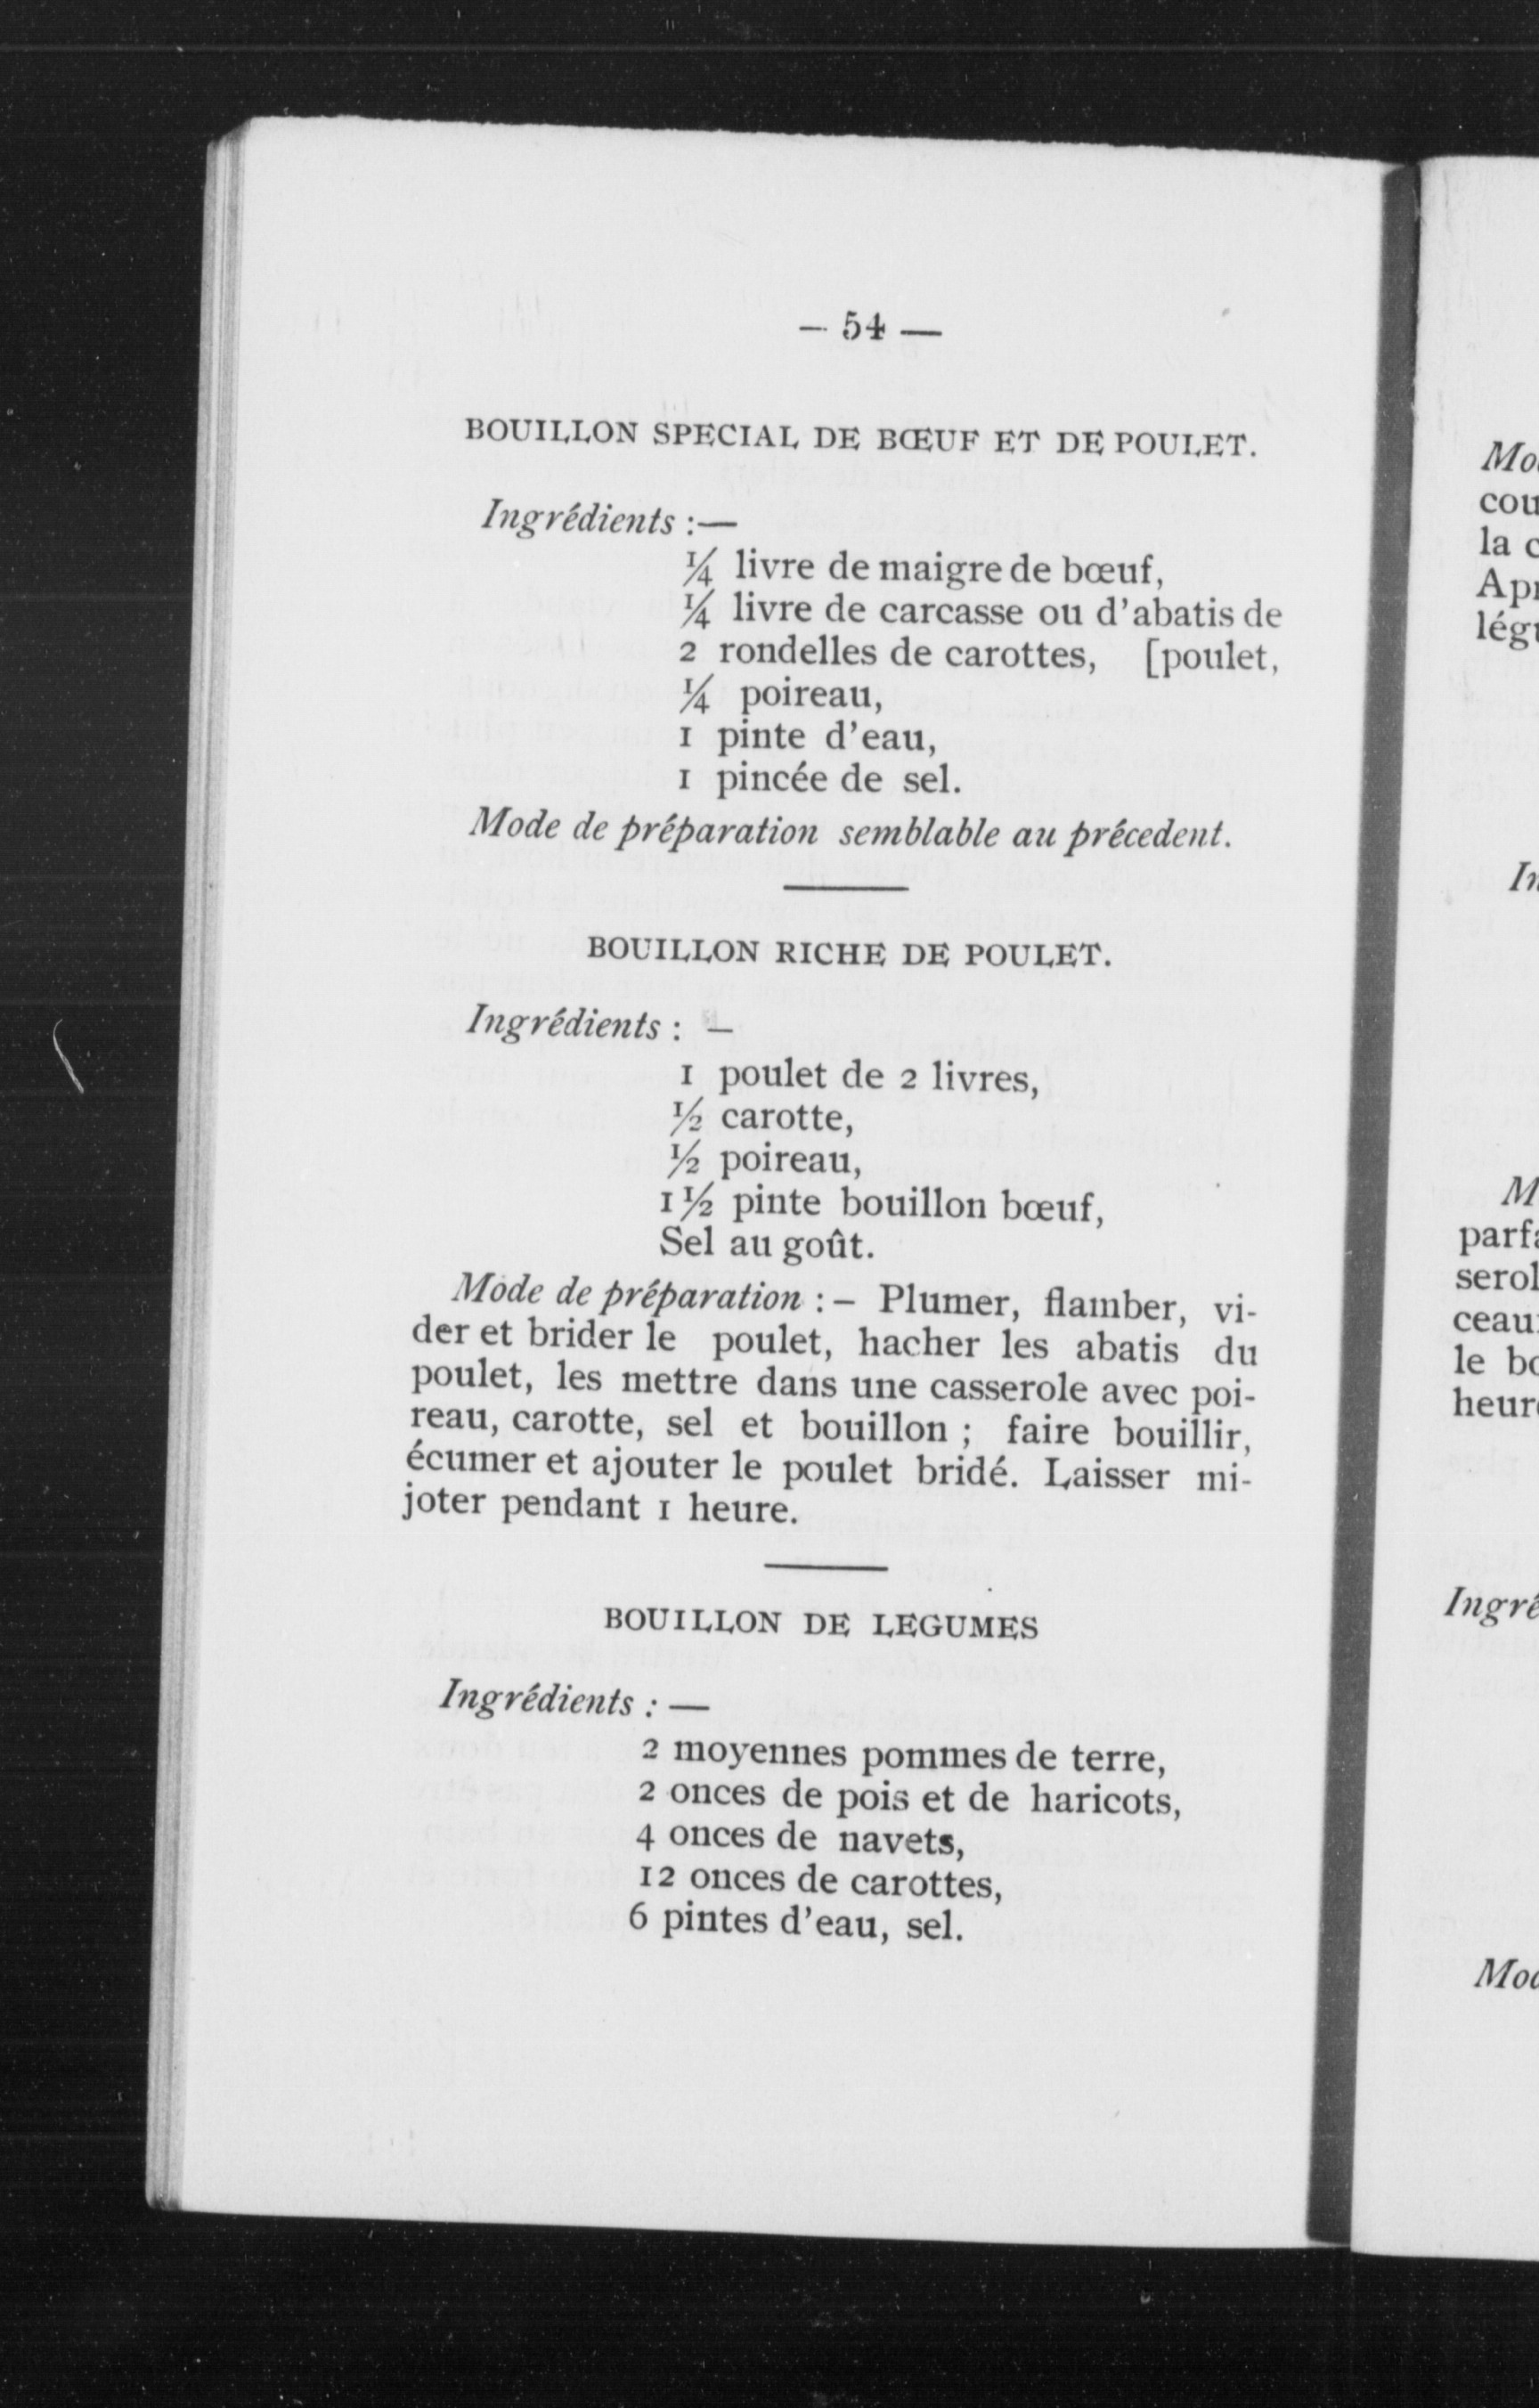 — 54 —
BOUILLON SPECIAL DE BŒUF ET DE POULET.
Ingrédients :—
¼ livre de maigre de bœuf,
¼ livre de carcasse ou d'abatis de
2 rondelles de carottes, [poulet,
¼ poireau,
1 pinte d'eau,
1 pincée de sel.
Mode de préparation semblable au précedent.
BOUILLON RICHE DE POULET.
Ingrédients : —
1 poulet de 2 livres,
½ carotte,
½ poireau,
1 ½ pinte bouillon bœuf,
Sel au goût.
Mode de préparation : — Plumer, flamber, vi-
der et brider le poulet, hacher les abatis du
poulet, les mettre dans une casserole avec poi-
reau, carotte, sel et bouillon ; faire bouillir,
écumer et ajouter le poulet bridé. Laisser mi-
joter pendant 1 heure.
BOUILLON DE LEGUMES
Ingrédients : —
2 moyennes pommes de terre,
2 onces de pois et de haricots,
4 onces de navets,
12 onces de carottes,
6 pintes d'eau, sel.